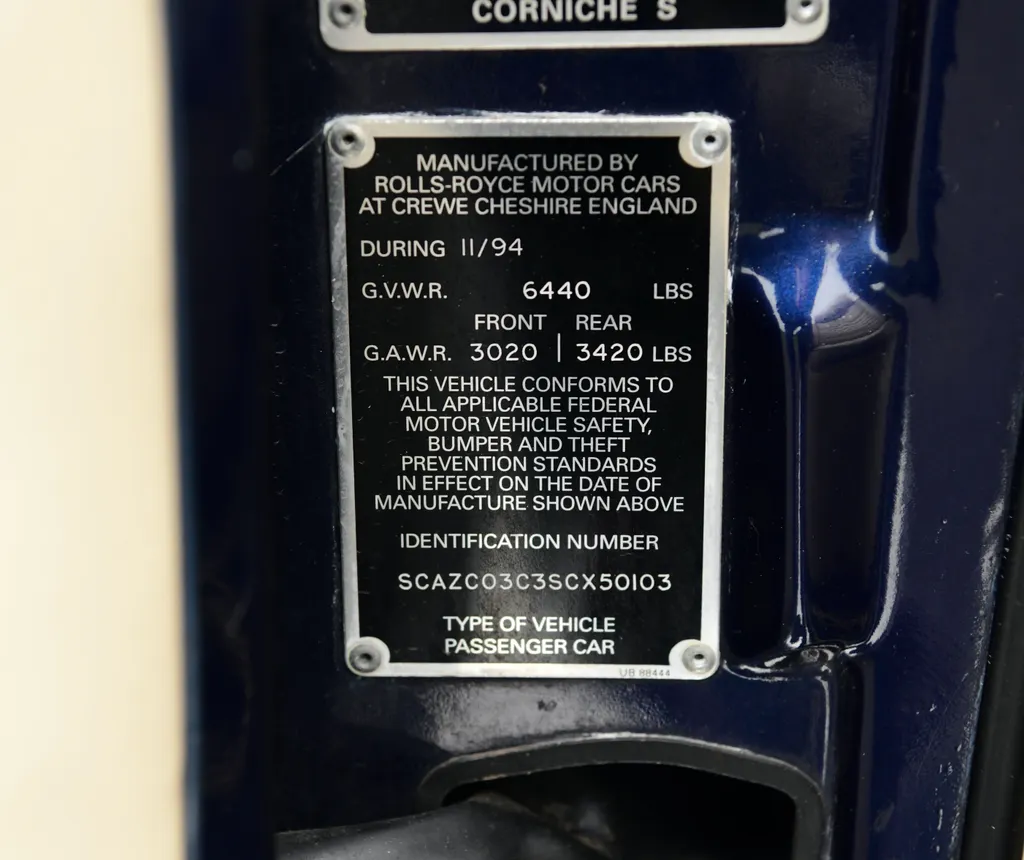 CORNICHE S
MANUFACTURED BY
ROLLS-ROYCE MOTOR CARS
AT CREWE CHESHIRE ENGLAND
DURING 11/94
G.V.W.R. 6440 LBS
FRONT REAR
G.A.W.R. 3020 | 3420 LBS
THIS VEHICLE CONFORMS TO
ALL APPLICABLE FEDERAL
MOTOR VEHICLE SAFETY,
BUMPER AND THEFT
PREVENTION STANDARDS
IN EFFECT ON THE DATE OF
MANUFACTURE SHOWN ABOVE
IDENTIFICATION NUMBER
SCAZC03C3SCX50103
TYPE OF VEHICLE
PASSENGER CAR
UB 88444